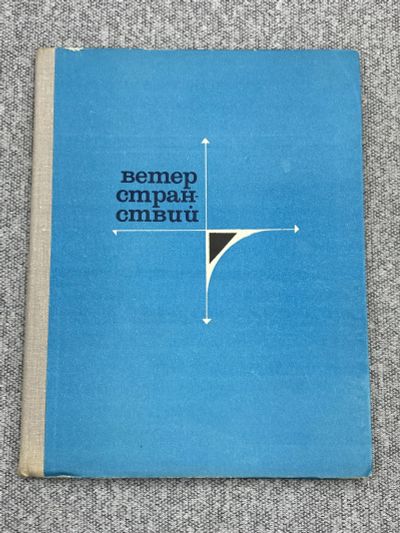 ветер
стран-
ствий